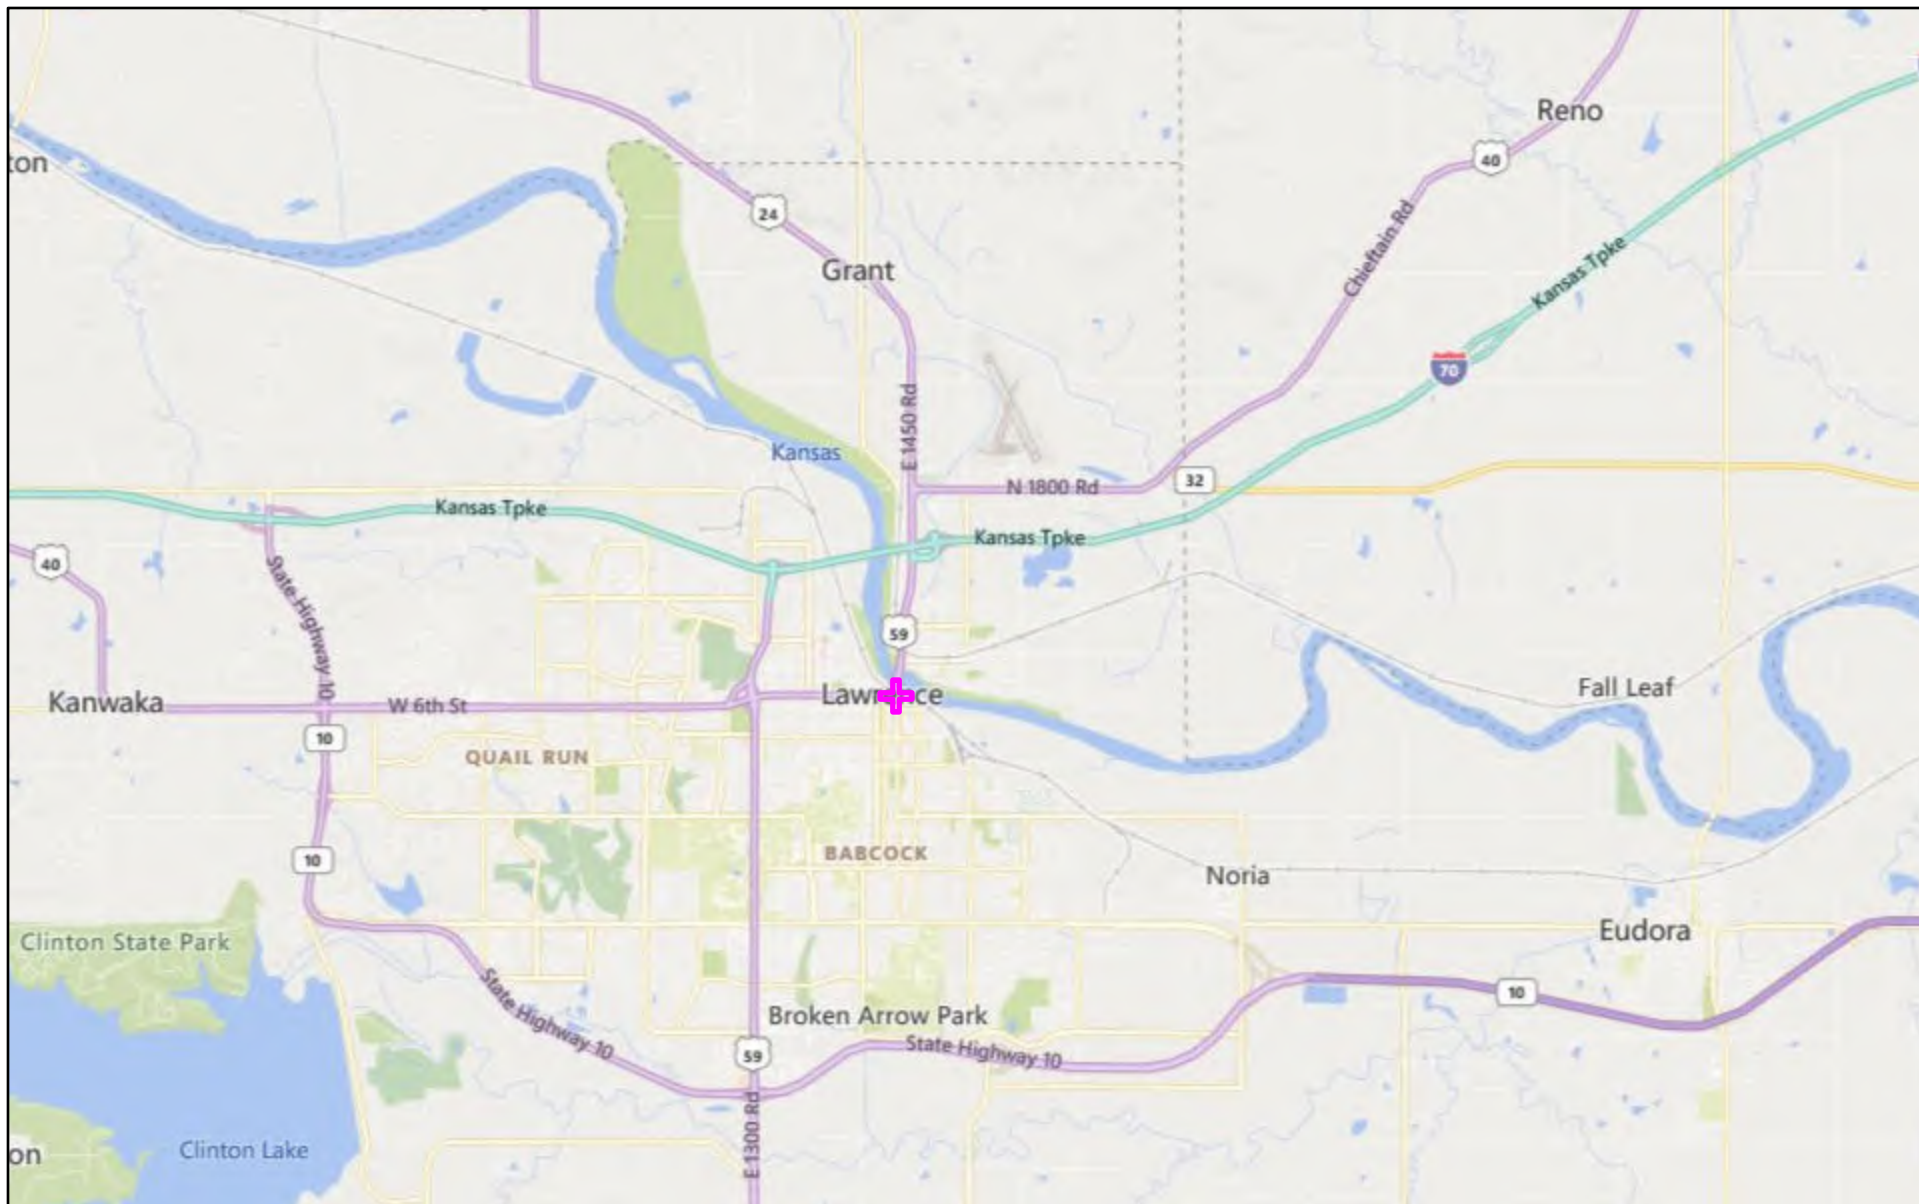 Reno
40
ton
24
Chieftain Rd
Grant
Kansas Tpke
70
E 1450 Rd
Kansas
32
N 1800 Rd
Kansas Tpke
Kansas Tpke
40
State Highway 10
59
Fall Leaf
Kanwaka
W 6th St
Lawrence
10
QUAIL RUN
BABCOCK
10
Noria
Clinton State Park
Eudora
State Highway 10
10
Broken Arrow Park
State Highway 10
59
E 1300 Rd
Clinton Lake
on